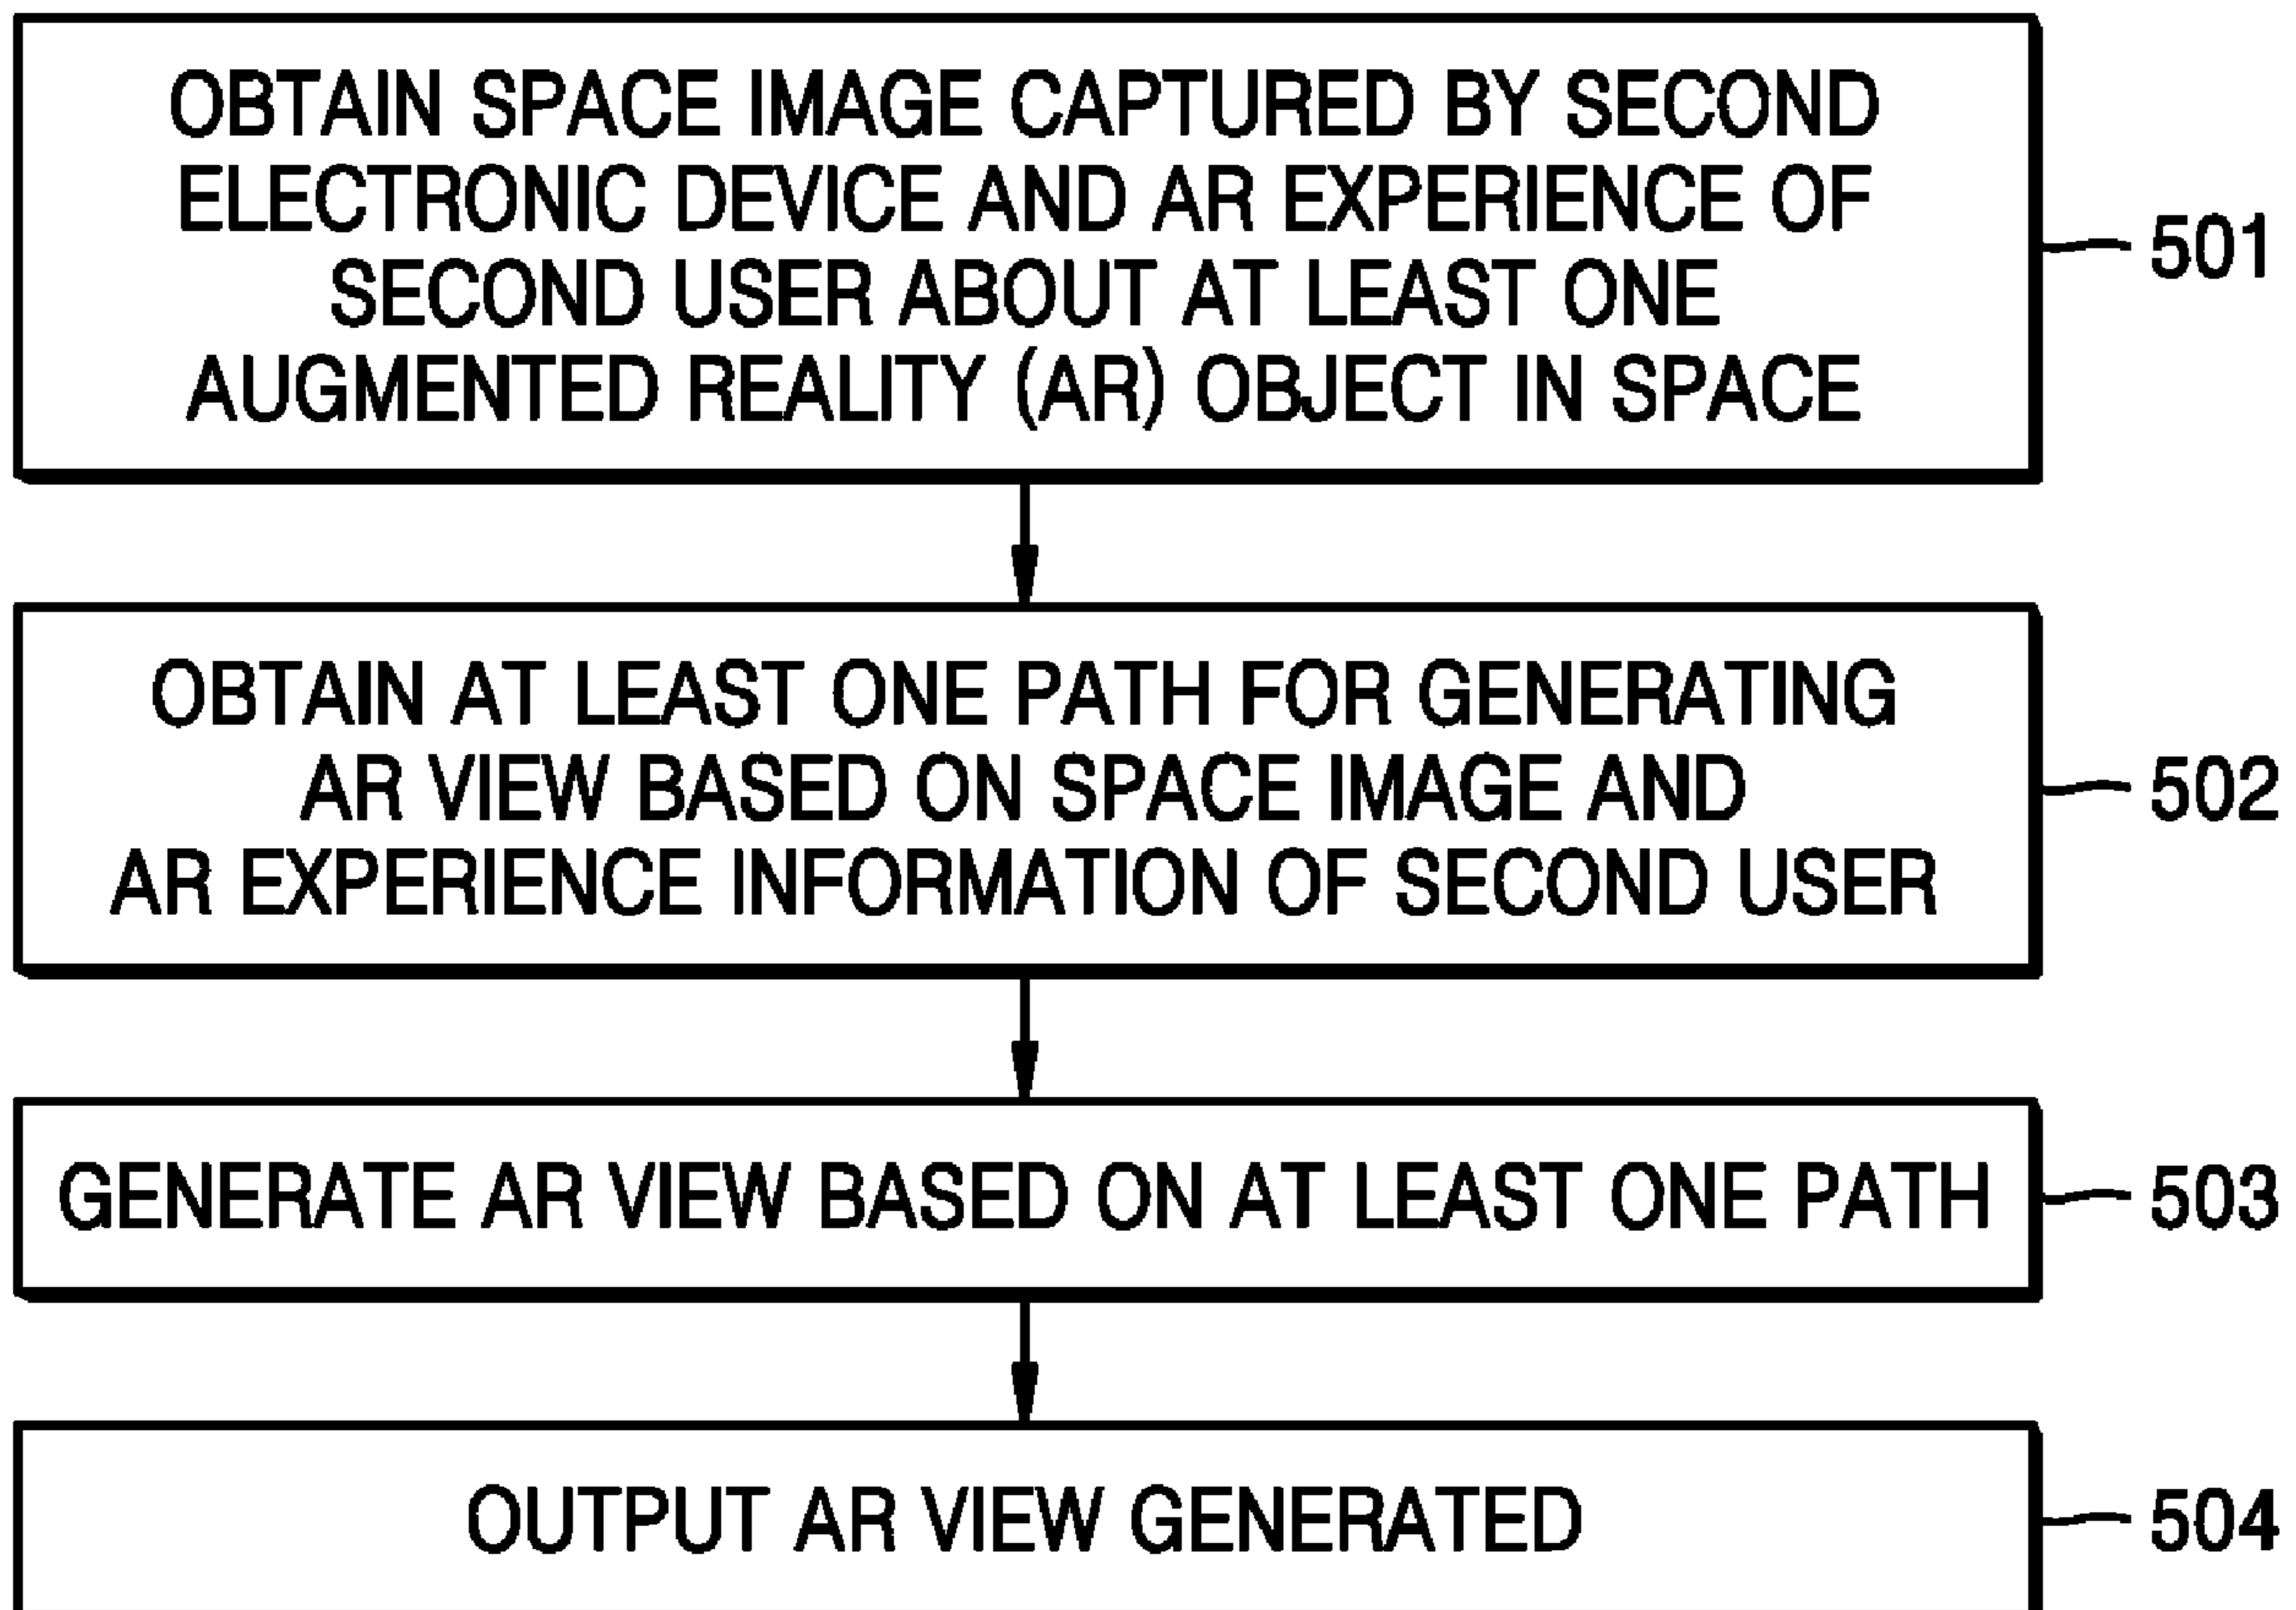 OBTAIN SPACE IMAGE CAPTURED BY SECOND
ELECTRONIC DEVICE AND AR EXPERIENCE OF
SECOND USER ABOUT AT LEAST ONE
AUGMENTED REALITY (AR) OBJECT IN SPACE
501
OBTAIN AT LEAST ONE PATH FOR GENERATING
AR VIEW BASED ON SPACE IMAGE AND
AR EXPERIENCE INFORMATION OF SECOND USER
502
GENERATE AR VIEW BASED ON AT LEAST ONE PATH
503
OUTPUT AR VIEW GENERATED
504